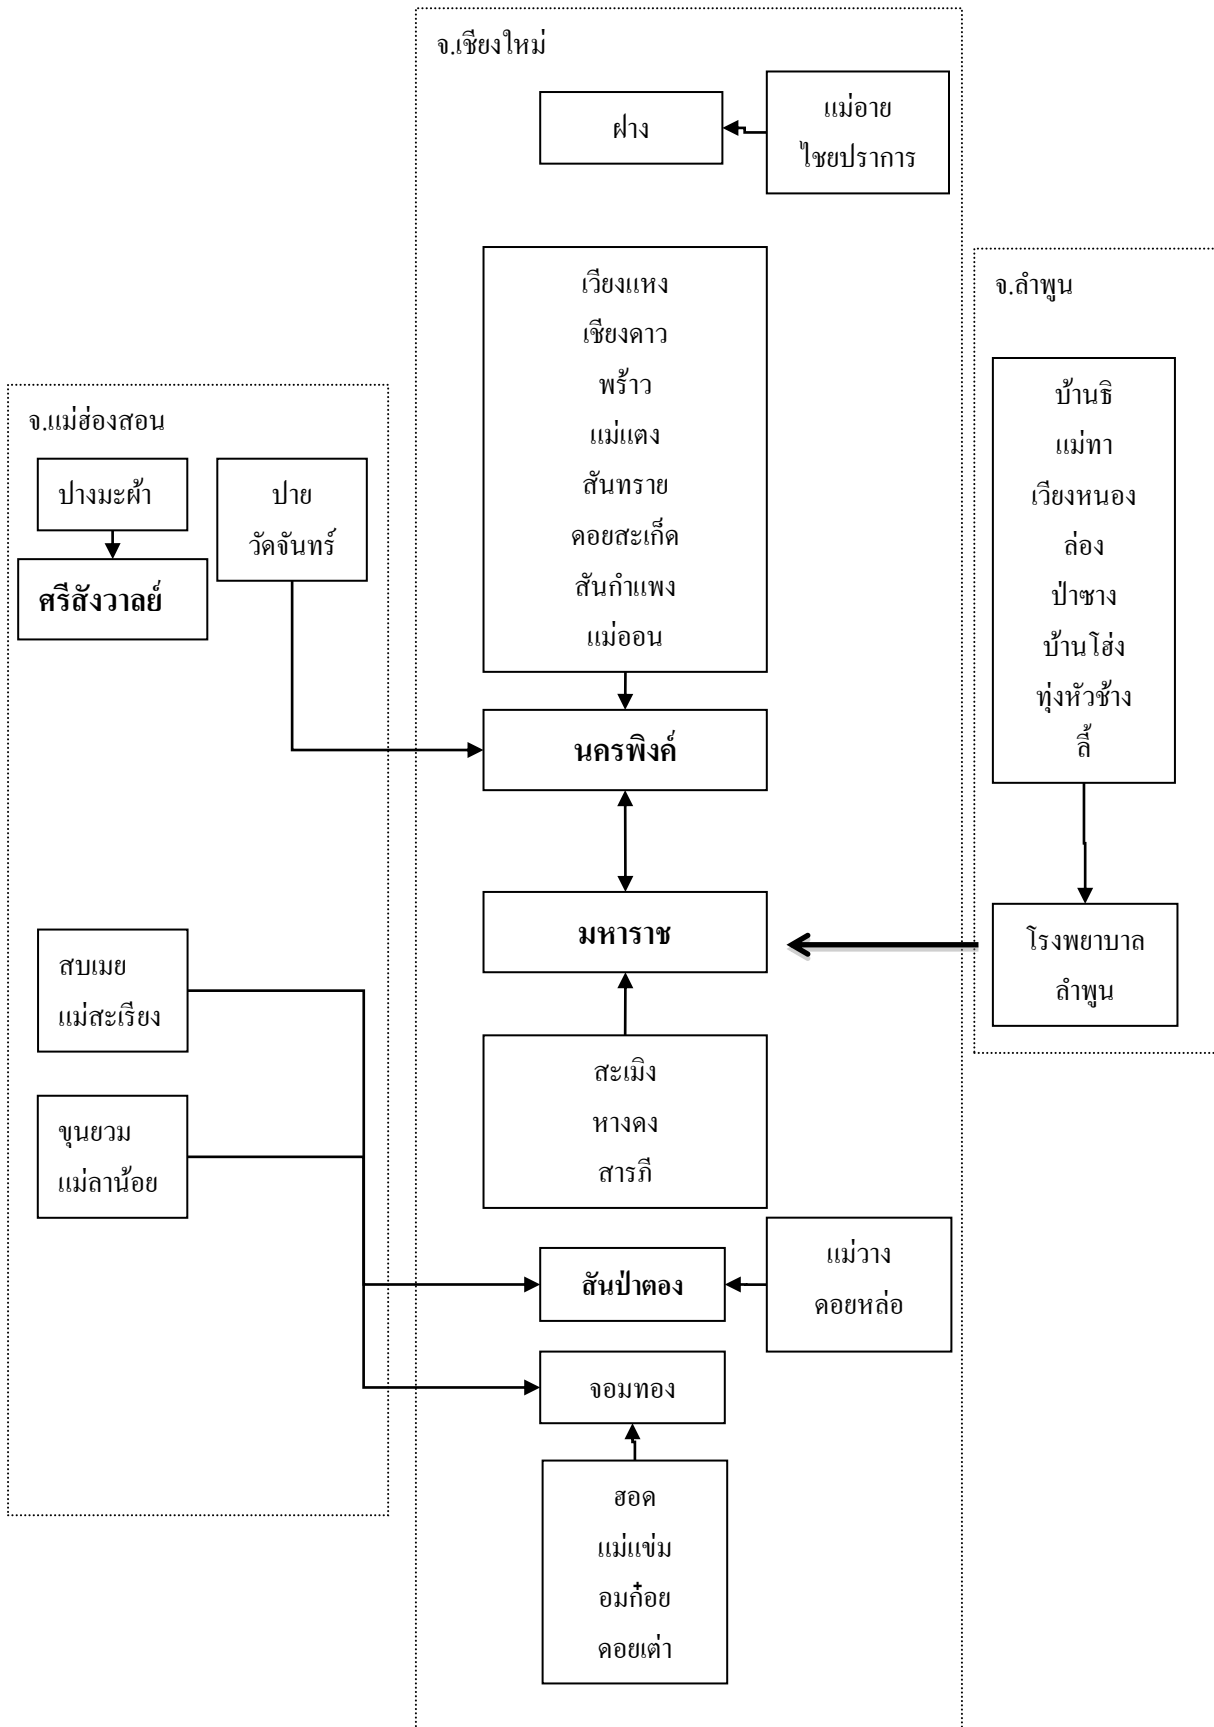 จ.เชียงใหม่
ฝาง
แม่อาย
ไชยปราการ
เวียงแหง
เชียงดาว
พร้าว
แม่แตง
สันทราย
ดอยสะเก็ด
สันกำแพง
แม่ออน
จ.ลำพูน
บ้านธิ
แม่ทา
เวียงหนอง
ล่อง
ป่าซาง
บ้านโฮ่ง
ทุ่งหัวช้าง
ลี้
จ.แม่ฮ่องสอน
ปางมะผ้า
ศรีสังวาลย์
ปาย
วัดจันทร์
นครพิงค์
มหาราช
โรงพยาบาล
ลำพูน
สบเมย
แม่สะเรียง
ขุนยวม
แม่ลาน้อย
สะเมิง
หางดง
สารภี
สันป่าตอง
แม่วาง
ดอยหล่อ
จอมทอง
ฮอด
แม่แข่ม
อมก๋อย
ดอยเต่า